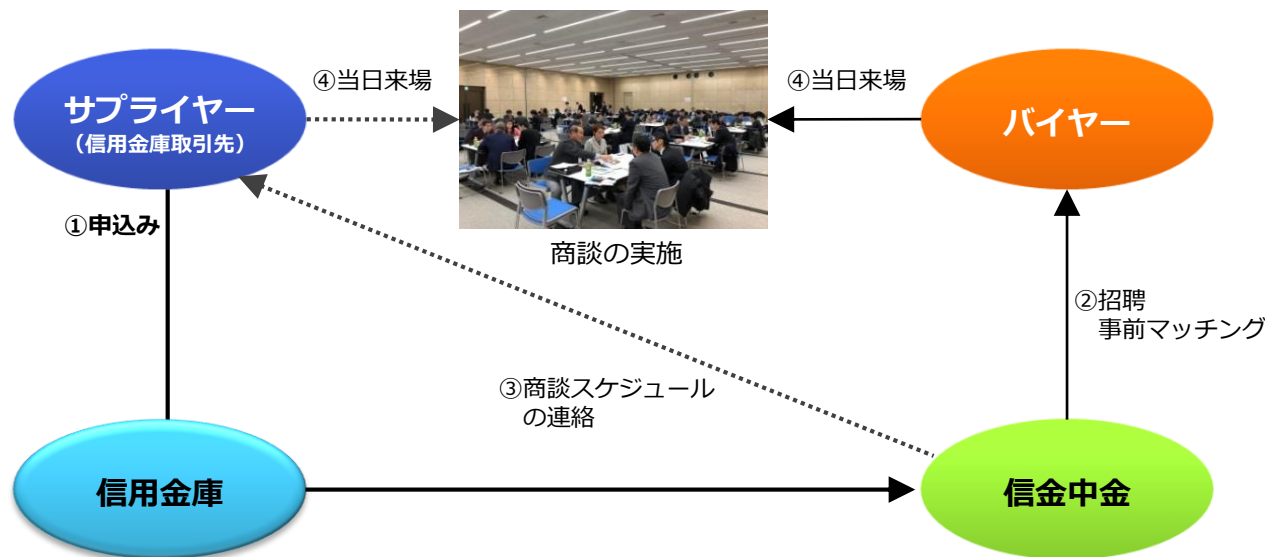 サプライヤー
（信用金庫取引先）
④当日来場
④当日来場
バイヤー
①申込み
商談の実施
②招聘
事前マッチング
③商談スケジュール
の連絡
信用金庫
信金中金